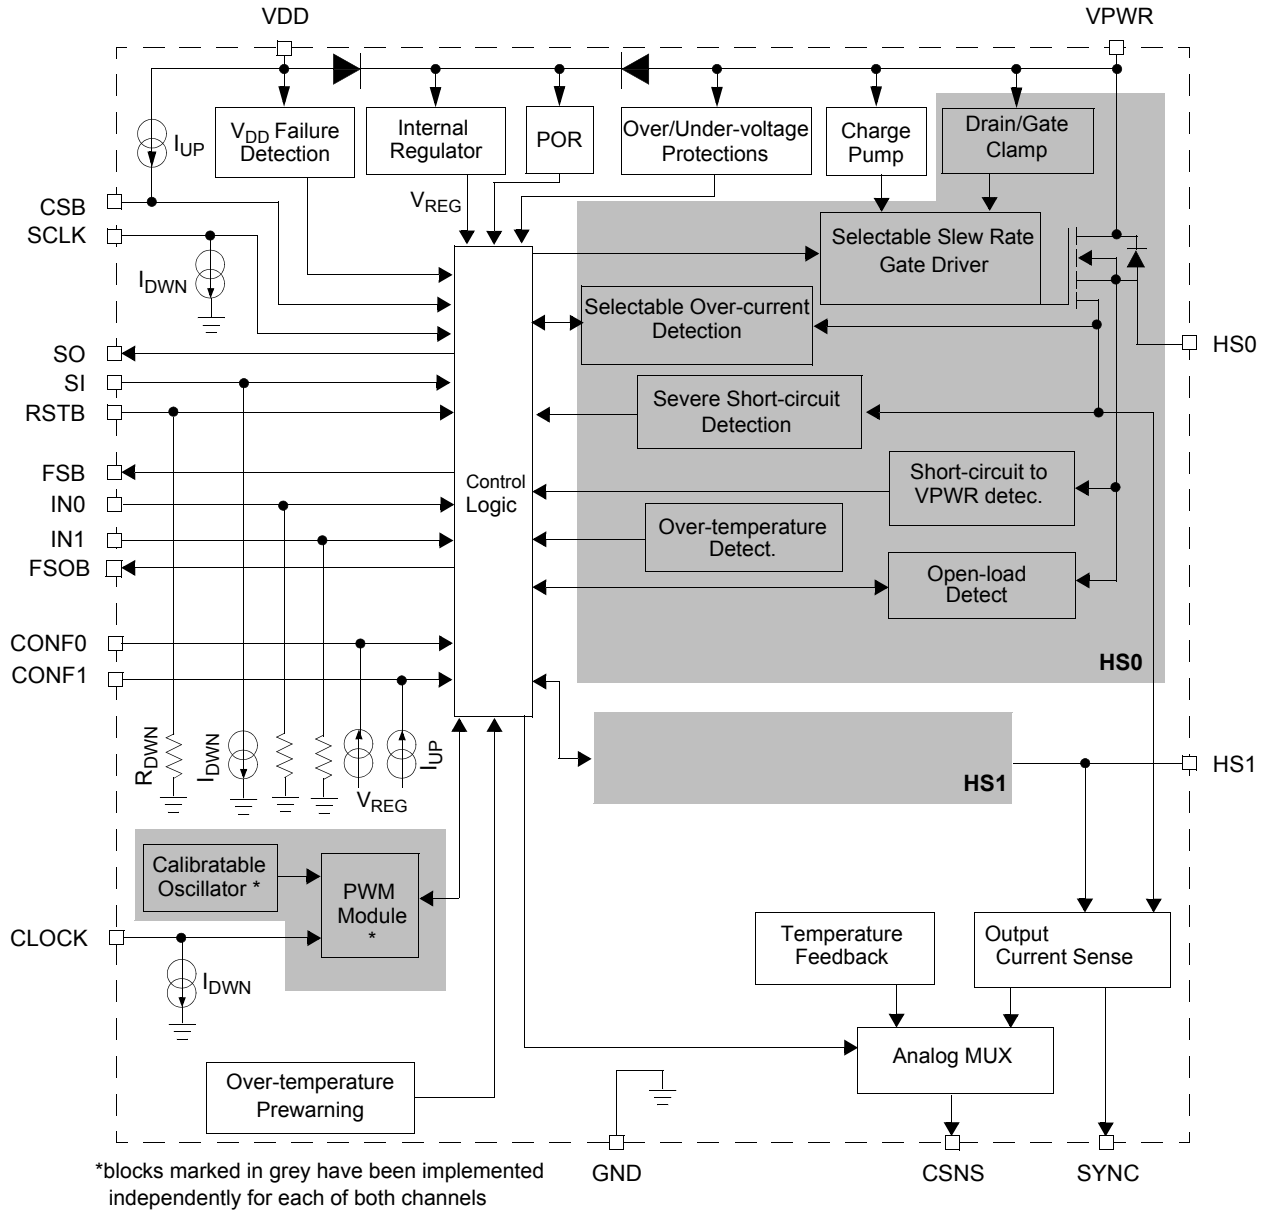 VDD
VPWR
VDD Failure
Detection
Internal
Regulator
POR
Over/Under-voltage
Protections
Charge
Pump
Drain/Gate
Clamp
IUP
VREG
CSB
SCLK
IDWN
SO
SI
RSTB
FSB
IN0
IN1
FSOB
CONF0
CONF1
Control
Logic
Selectable Slew Rate
Gate Driver
Selectable Over-current
Detection
HS0
Severe Short-circuit
Detection
Short-circuit to
VPWR detec.
Over-temperature
Detect.
Open-load
Detect
HS0
RDWN
IDWN
VREG
IUP
HS1
HS1
Calibratable
Oscillator *
PWM
Module
*
CLOCK
IDWN
Temperature
Feedback
Output
Current Sense
Analog MUX
Over-temperature
Prewarning
GND
CSNS
SYNC
*blocks marked in grey have been implemented
independently for each of both channels